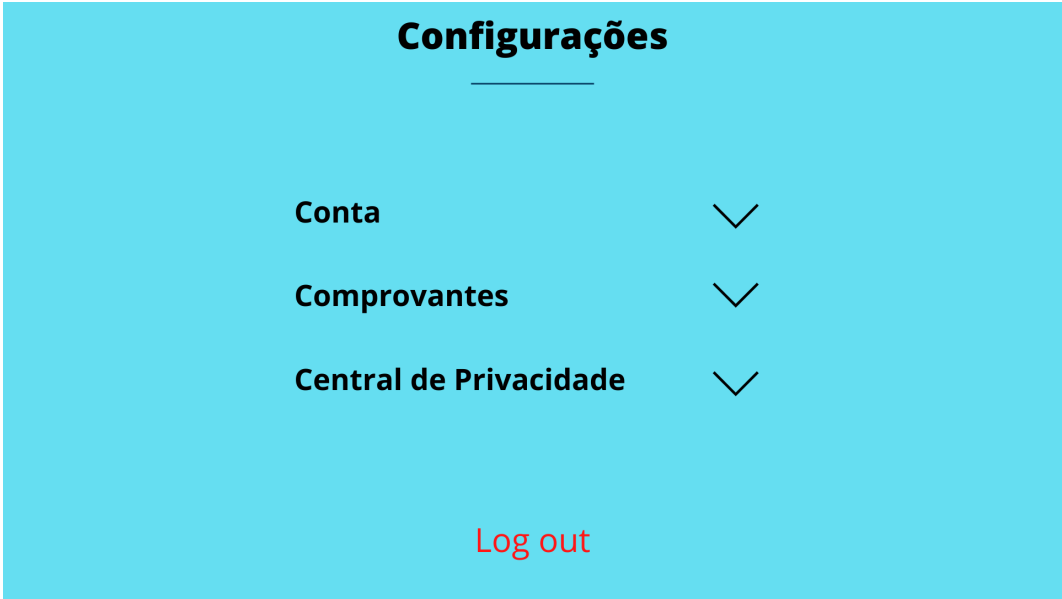 Configurações
Conta
Comprovantes
Central de Privacidade
Log out